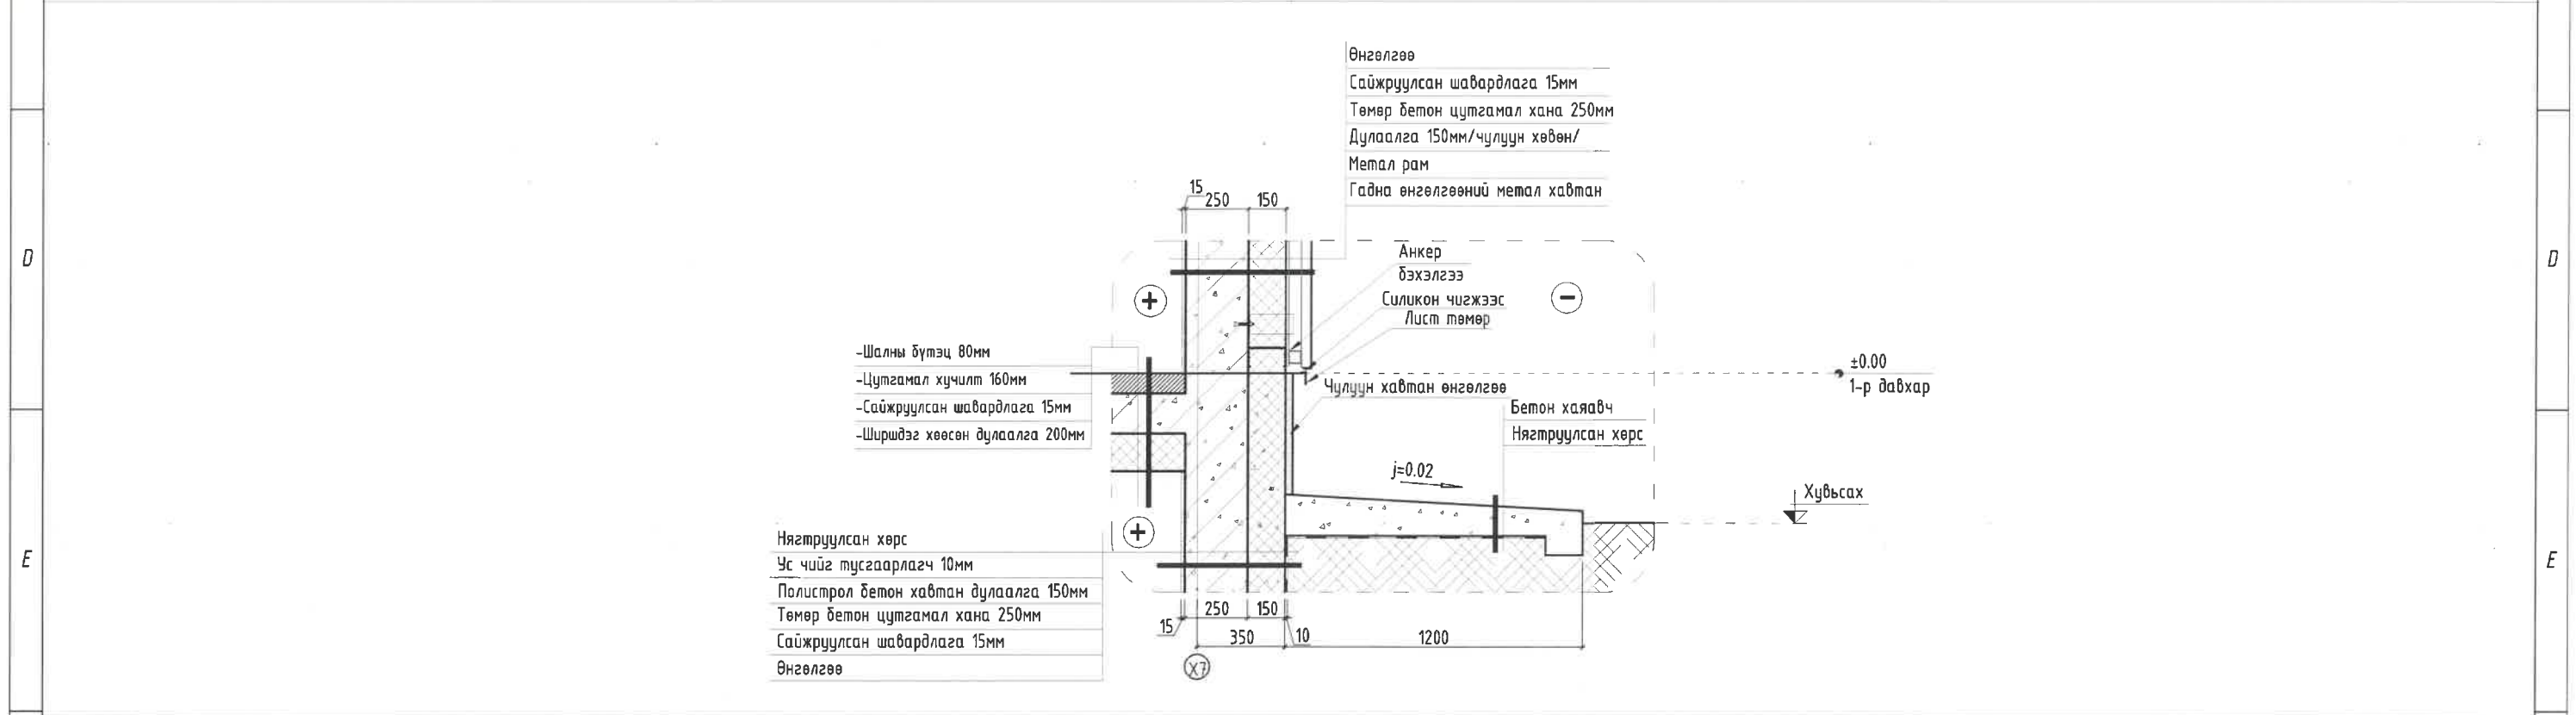 Өнгөлгөө
Сайжруулсан шавардлага 15мм
Төмөр бетон цутгамал хана 250мм
Дулаалга 150мм/чулуун хөвөн/
Метал рам
Гадна өнгөлгөөний метал хавтан
15
250
150
D
D
Анкер
бэхэлгээ
Силикон чигжээс
Лист төмөр
+
−
-Шалны бүтэц 80мм
-Цутгамал хучилт 160мм
-Сайжруулсан шавардлага 15мм
-Ширшдэг хөөсөн дулаалга 200мм
±0.00
1-р давхар
Чулуун хавтан өнгөлгөө
Бетон хаяавч
Нягтруулсан хөрс
j=0.02
Хувьсах
+
E
E
Нягтруулсан хөрс
Ус чийг тусгаарлагч 10мм
Полистрол бетон хавтан дулаалга 150мм
Төмөр бетон цутгамал хана 250мм
Сайжруулсан шавардлага 15мм
Өнгөлгөө
250
150
15
350
10
1200
X7